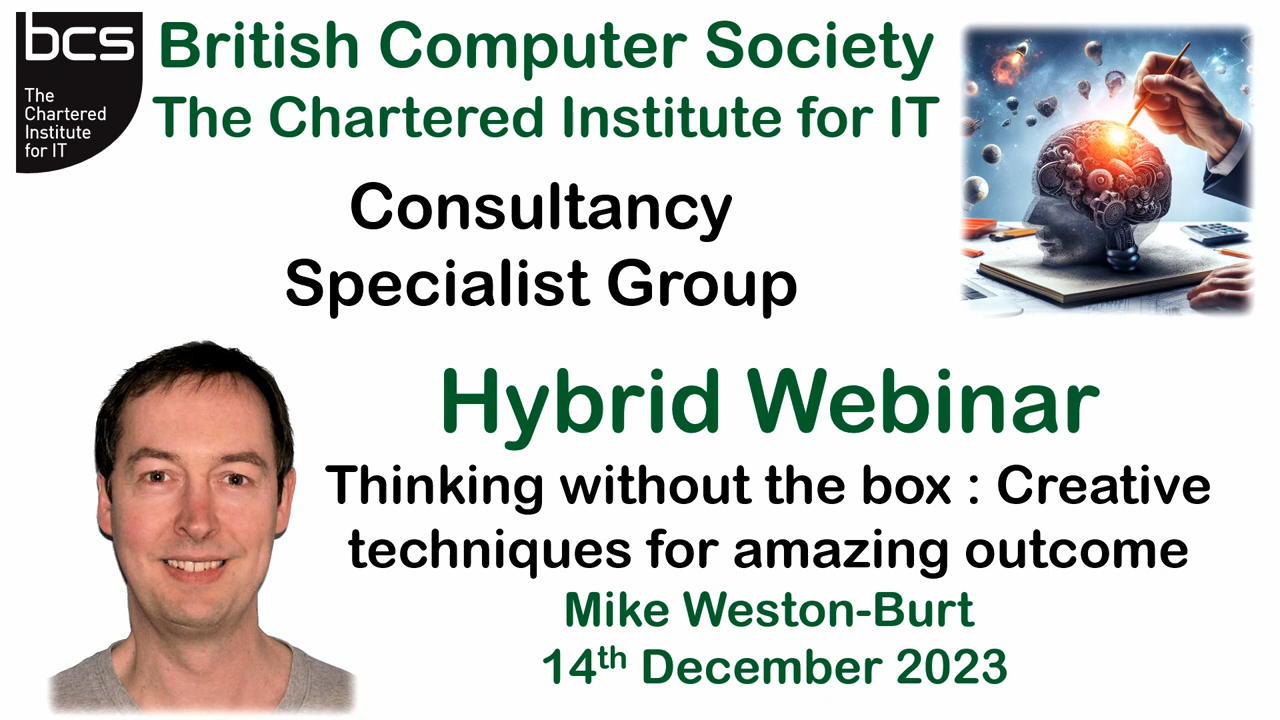 bcs
The
Chartered
Institute
for IT
British Computer Society
The Chartered Institute for IT
Consultancy
Specialist Group
Hybrid Webinar
Thinking without the box : Creative
techniques for amazing outcome
Mike Weston-Burt
14th December 2023